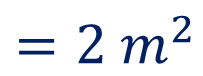 = 2 m²